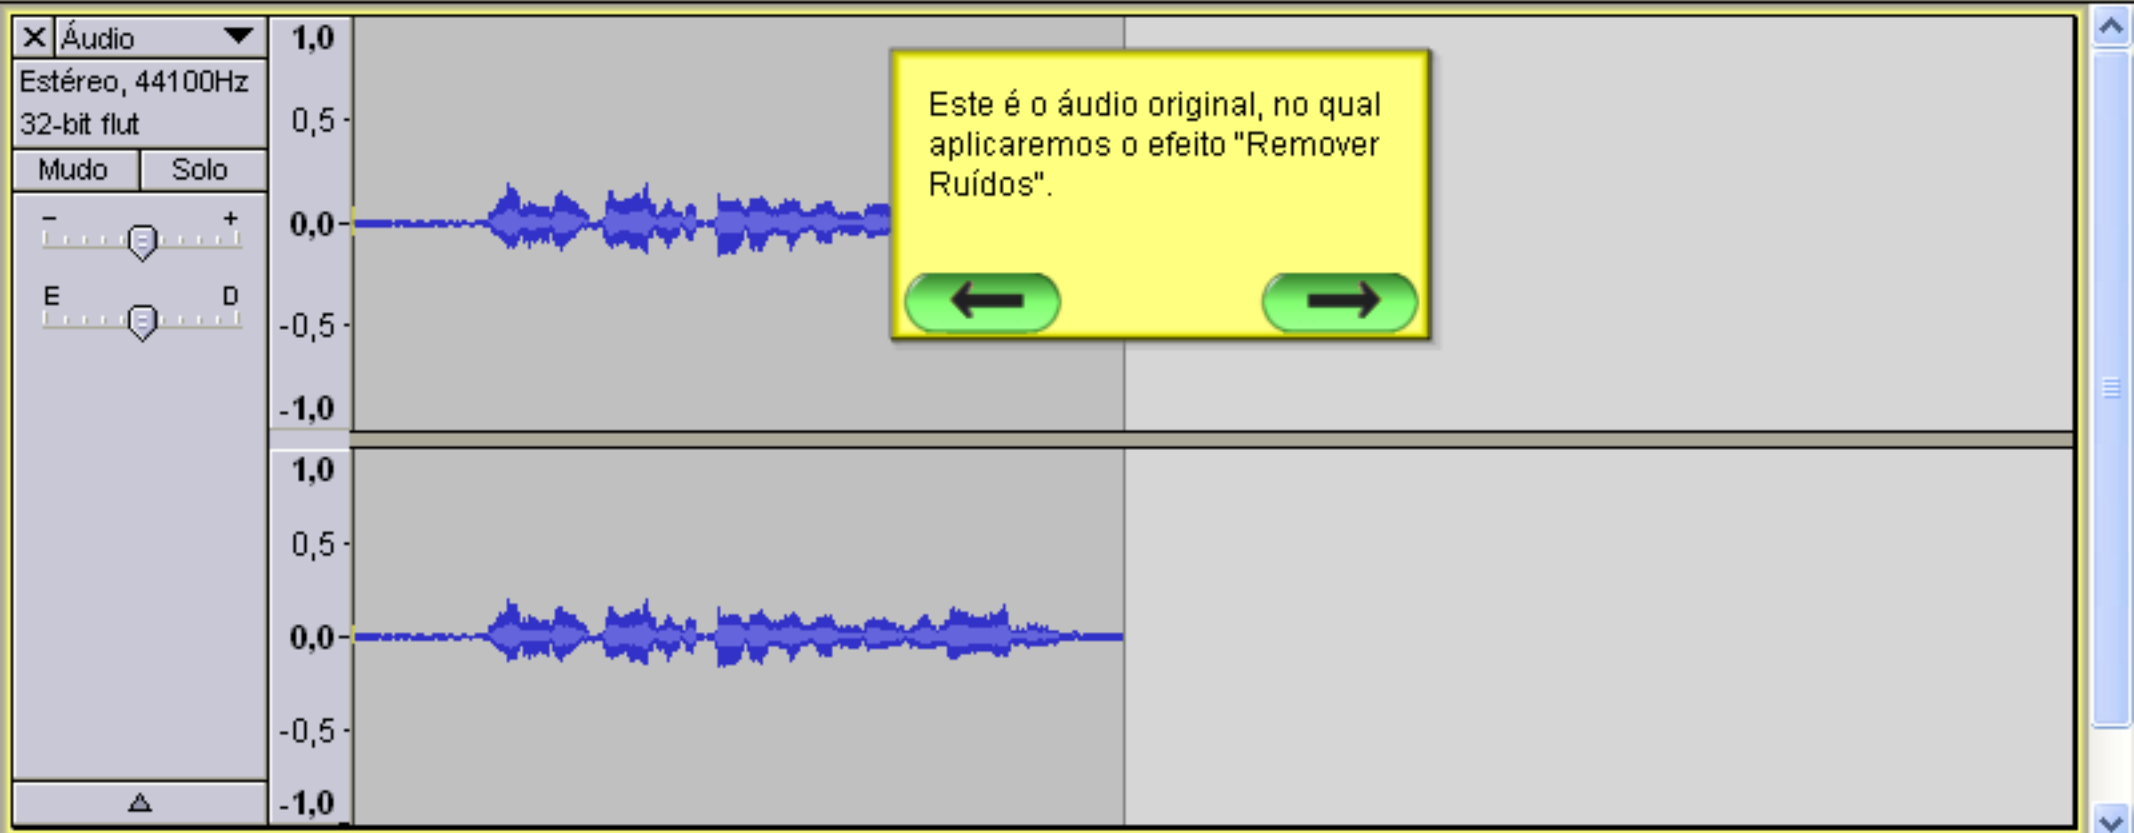 Áudio
Estéreo, 44100Hz
32-bit flut
Mudo Solo
- +
E D
1,0
0,5
0,0
-0,5
-1,0
1,0
0,5
0,0
-0,5
-1,0
Este é o áudio original, no qual
aplicaremos o efeito "Remover
Ruídos".